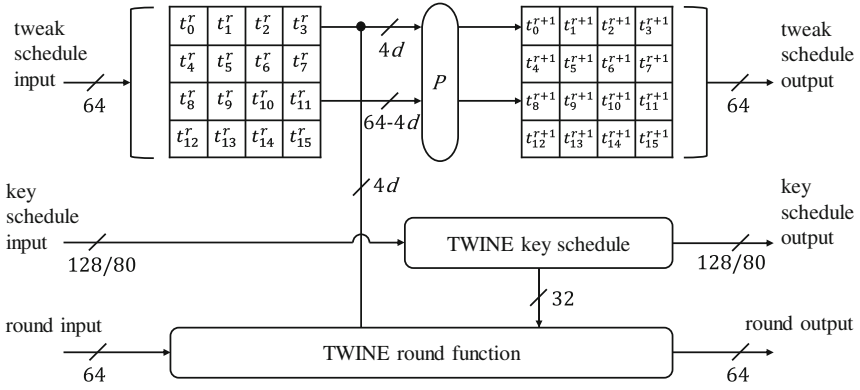 tweak schedule input
64
t_0^r t_1^r t_2^r t_3^r
t_4^r t_5^r t_6^r t_7^r
t_8^r t_9^r t_10^r t_11^r
t_12^r t_13^r t_14^r t_15^r
4d
64-4d
P
t_0^{r+1} t_1^{r+1} t_2^{r+1} t_3^{r+1}
t_4^{r+1} t_5^{r+1} t_6^{r+1} t_7^{r+1}
t_8^{r+1} t_9^{r+1} t_10^{r+1} t_11^{r+1}
t_12^{r+1} t_13^{r+1} t_14^{r+1} t_15^{r+1}
tweak schedule output
64
4d
key schedule input
128/80
TWINE key schedule
key schedule output
128/80
32
round input
64
TWINE round function
round output
64